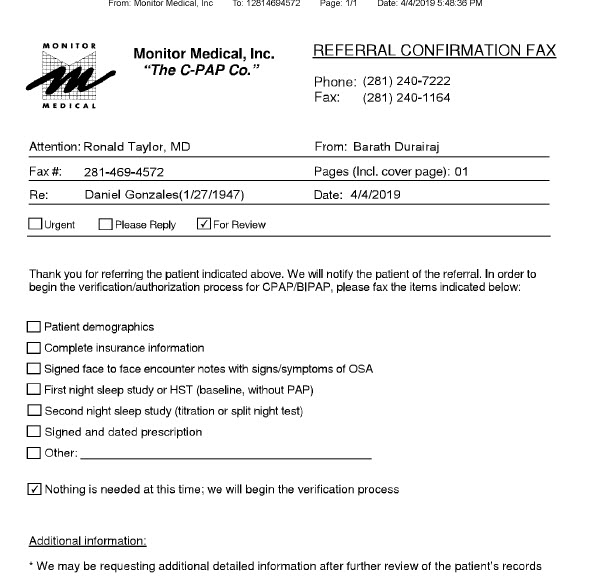 From: Monitor Medical, Inc To: 12814694572 Page: 1/1 Date: 4/4/2019 5:48:36 PM
MONITOR
MEDICAL
Monitor Medical, Inc.
"The C-PAP Co."
REFERRAL CONFIRMATION FAX
Phone: (281) 240-7222
Fax: (281) 240-1164
Attention: Ronald Taylor, MD From: Barath Durairaj
Fax #: 281-469-4572 Pages (Incl. cover page): 01
Re: Daniel Gonzales(1/27/1947) Date: 4/4/2019
☐ Urgent ☐ Please Reply ☑ For Review
Thank you for referring the patient indicated above. We will notify the patient of the referral. In order to
begin the verification/authorization process for CPAP/BIPAP, please fax the items indicated below:
☐ Patient demographics
☐ Complete insurance information
☐ Signed face to face encounter notes with signs/symptoms of OSA
☐ First night sleep study or HST (baseline, without PAP)
☐ Second night sleep study (titration or split night test)
☐ Signed and dated prescription
☐ Other:
☑ Nothing is needed at this time; we will begin the verification process
Additional information:
* We may be requesting additional detailed information after further review of the patient's records